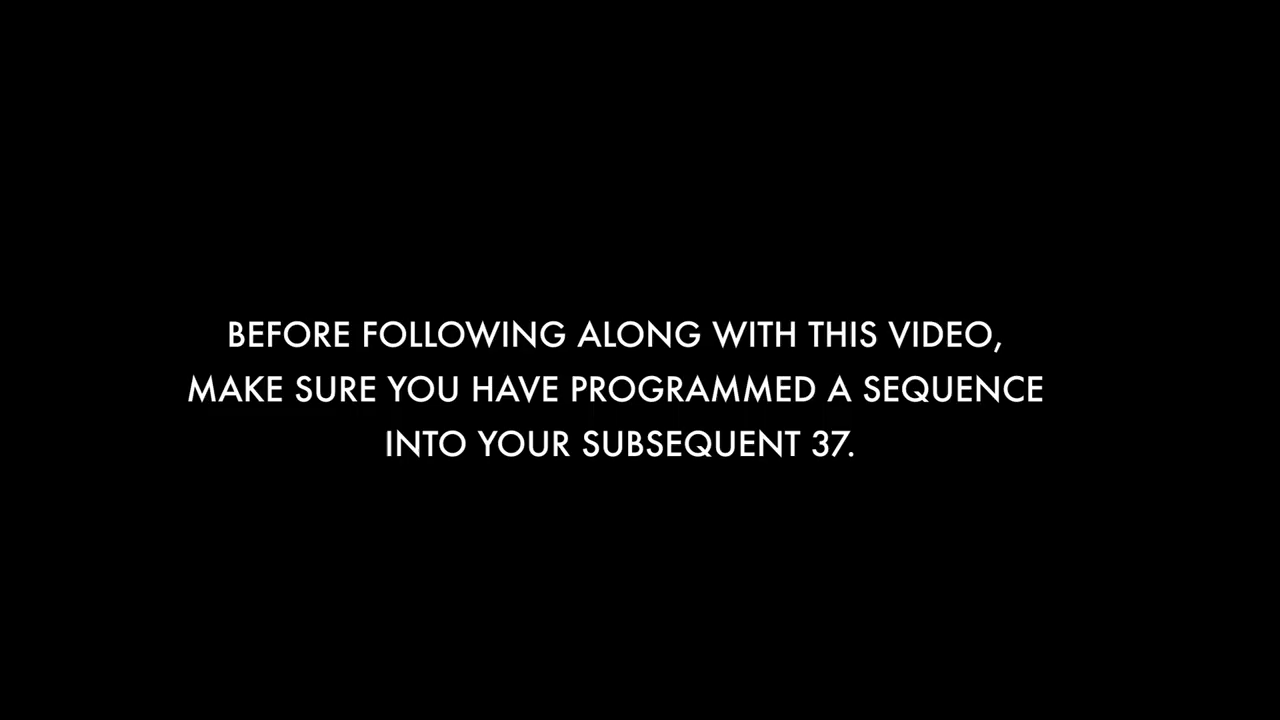 BEFORE FOLLOWING ALONG WITH THIS VIDEO,
MAKE SURE YOU HAVE PROGRAMMED A SEQUENCE
INTO YOUR SUBSEQUENT 37.